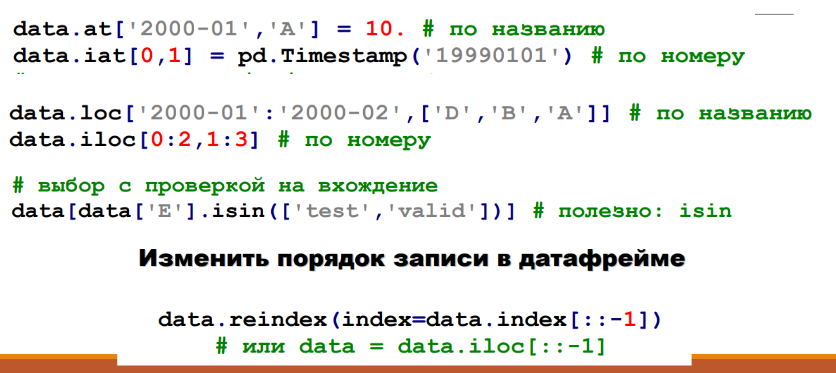 data.at['2000-01','A'] = 10. # по названию
data.iat[0,1] = pd.Timestamp('19990101') # по номеру
data.loc['2000-01':'2000-02',['D','B','A']] # по названию
data.iloc[0:2,1:3] # по номеру
# выбор с проверкой на вхождение
data[data['E'].isin(['test','valid'])] # полезно: isin
Изменить порядок записи в датафрейме
data.reindex(index=data.index[::-1])
# или data = data.iloc[::-1]